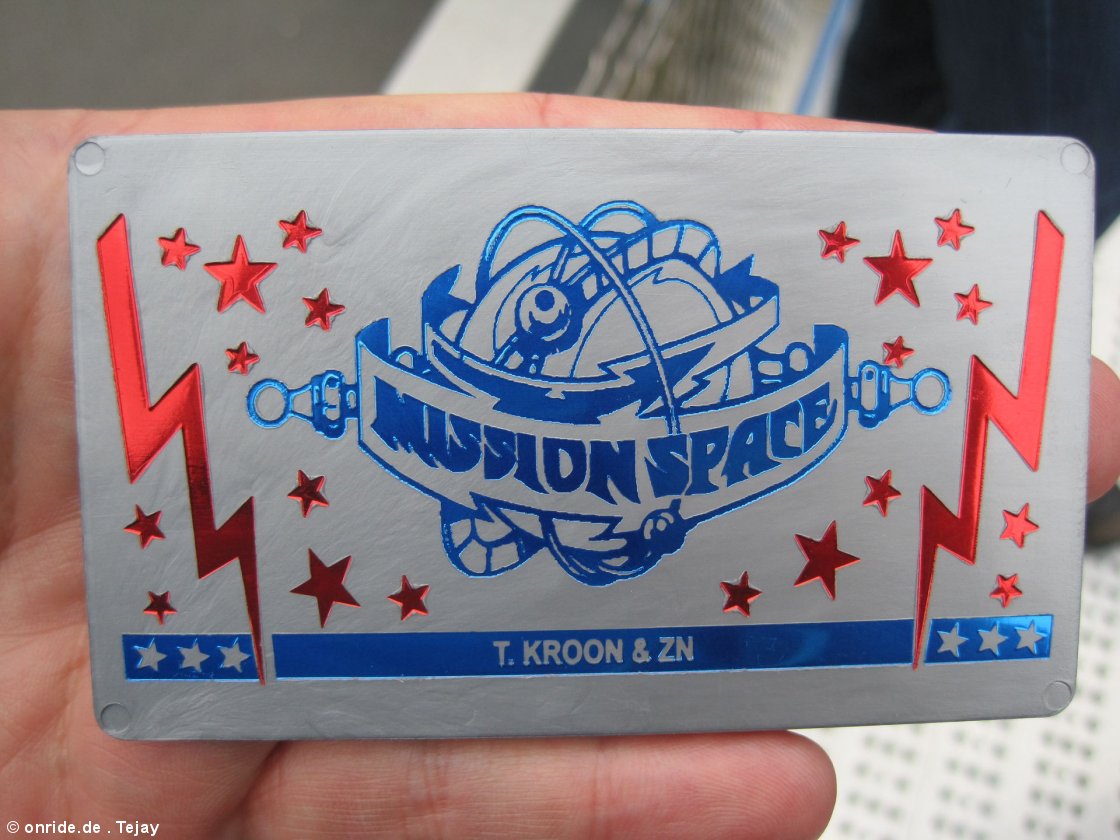 MISSION SPACE
T. KROON & ZN
© onride.de . Tejay